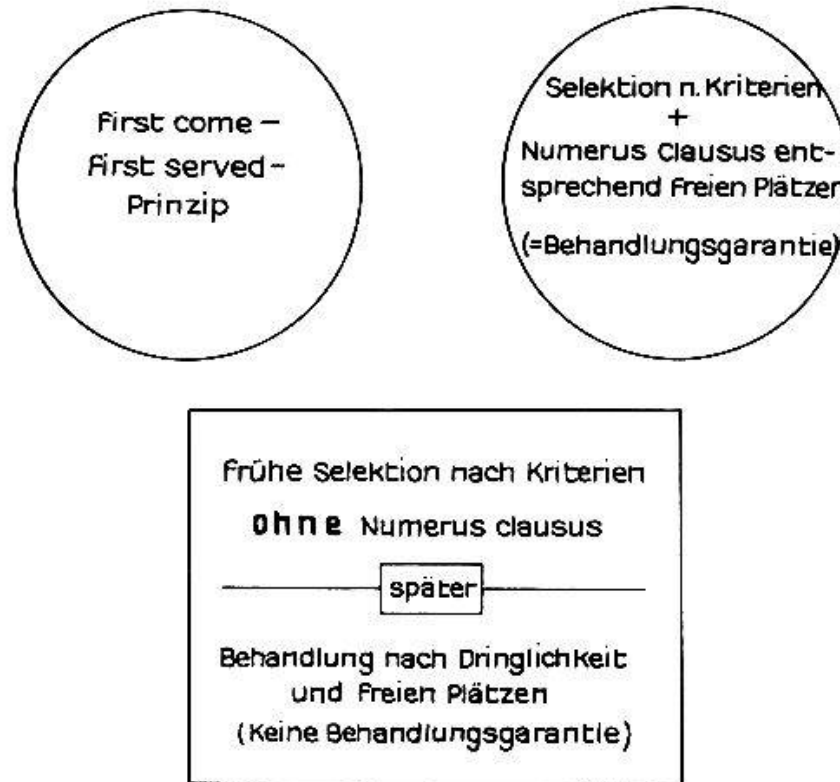 first come –
first served –
Prinzip
Selektion n. Kriterien
+
Numerus Clausus ent-
sprechend freien Plätzen
(=Behandlungsgarantie)
frühe Selektion nach Kriterien
ohne Numerus clausus
später
Behandlung nach Dringlichkeit
und freien Plätzen
(Keine Behandlungsgarantie)